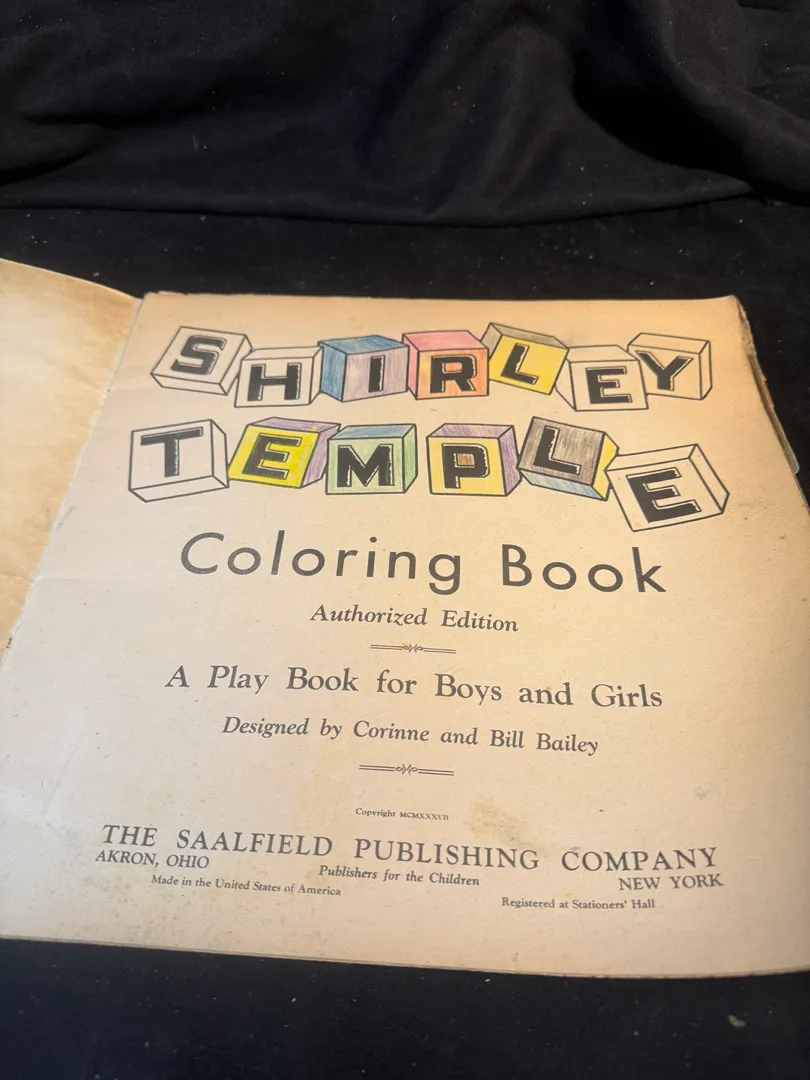 SHIRLEY
TEMPLE
Coloring Book
Authorized Edition
A Play Book for Boys and Girls
Designed by Corinne and Bill Bailey
Copyright MCMXXXVII
THE SAALFIELD PUBLISHING COMPANY
AKRON, OHIO Publishers for the Children NEW YORK
Made in the United States of America Registered at Stationers' Hall